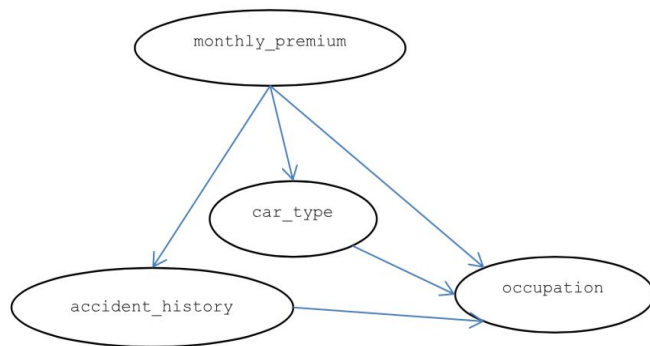 monthly_premium
car_type
occupation
accident_history